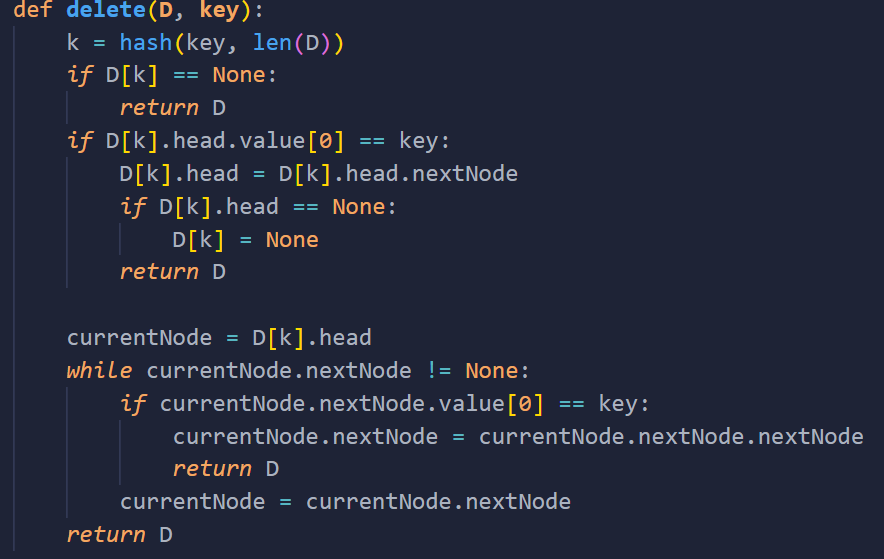 def delete(D, key):
    k = hash(key, len(D))
    if D[k] == None:
        return D
    if D[k].head.value[0] == key:
        D[k].head = D[k].head.nextNode
        if D[k].head == None:
            D[k] = None
        return D

    currentNode = D[k].head
    while currentNode.nextNode != None:
        if currentNode.nextNode.value[0] == key:
            currentNode.nextNode = currentNode.nextNode.nextNode
            return D
        currentNode = currentNode.nextNode
    return D